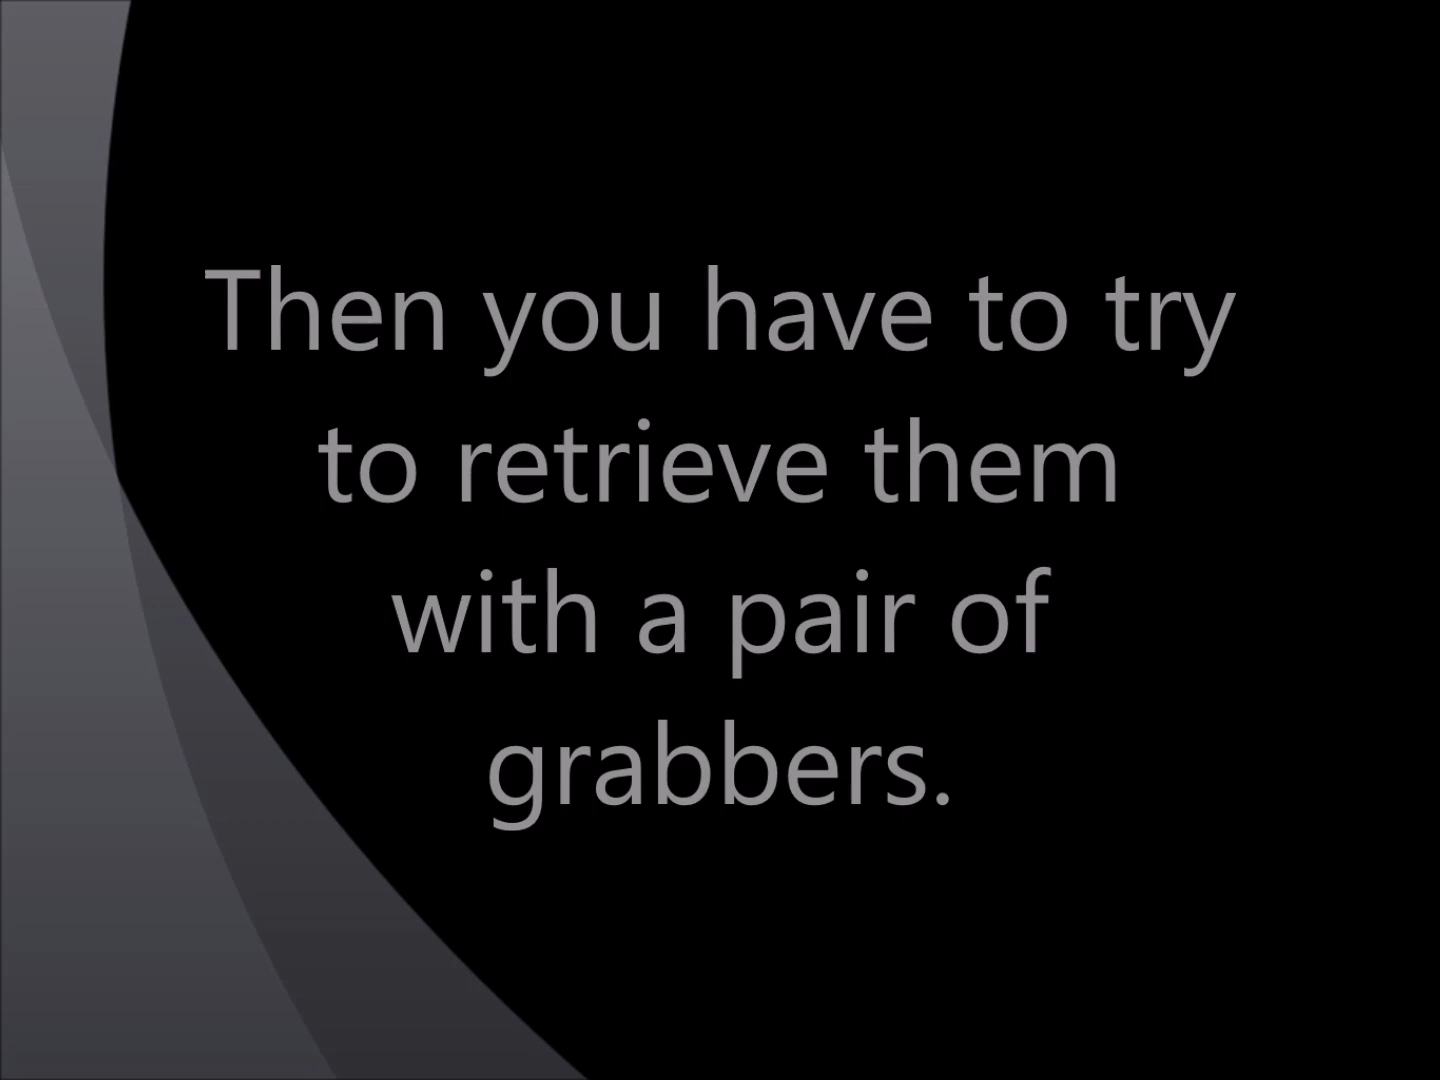 Then you have to try
to retrieve them
with a pair of
grabbers.